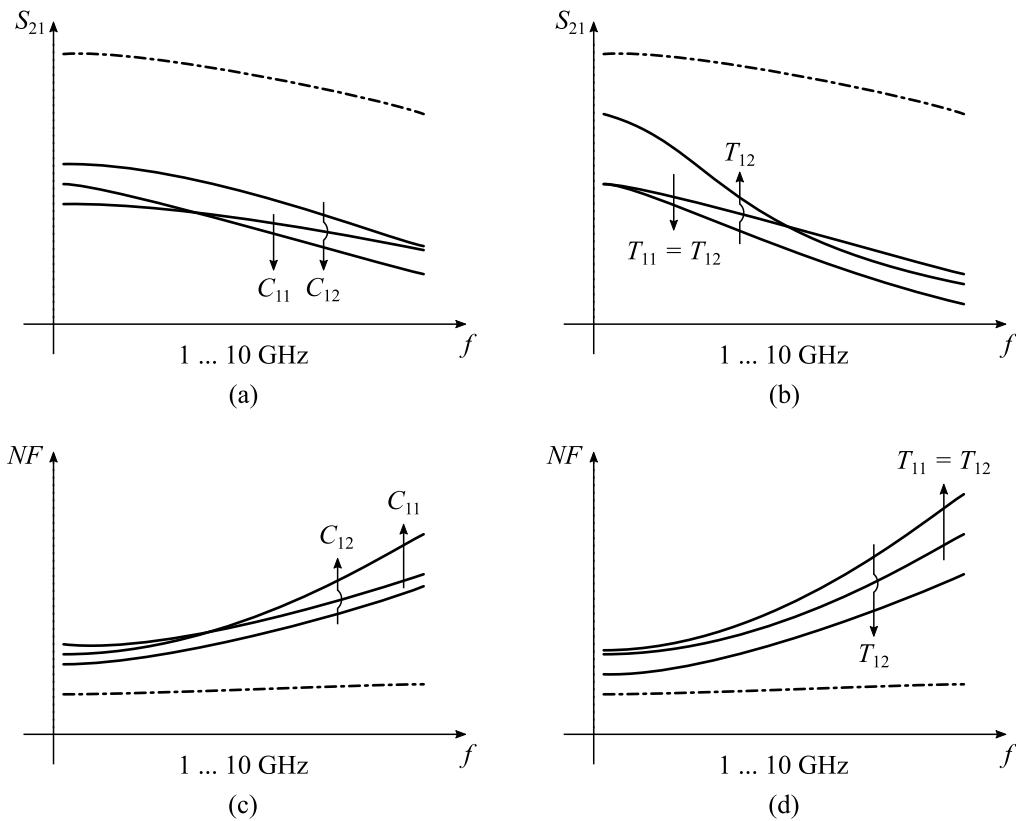 S21
S21
T12
T11 = T12
C11 C12
f
f
1 ... 10 GHz
1 ... 10 GHz
(a)
(b)
NF
NF
T11 = T12
C11
C12
T12
f
f
1 ... 10 GHz
1 ... 10 GHz
(c)
(d)